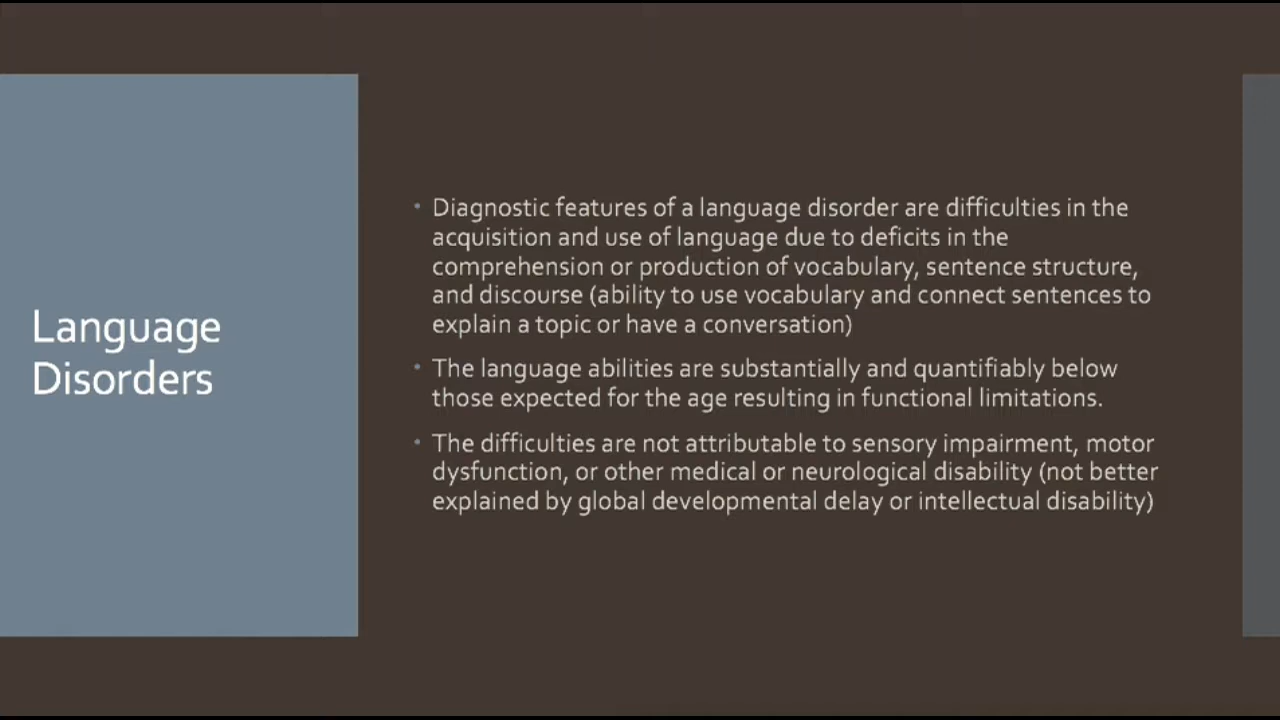 Language
Disorders
• Diagnostic features of a language disorder are difficulties in the
acquisition and use of language due to deficits in the
comprehension or production of vocabulary, sentence structure,
and discourse (ability to use vocabulary and connect sentences to
explain a topic or have a conversation)
• The language abilities are substantially and quantifiably below
those expected for the age resulting in functional limitations.
• The difficulties are not attributable to sensory impairment, motor
dysfunction, or other medical or neurological disability (not better
explained by global developmental delay or intellectual disability)